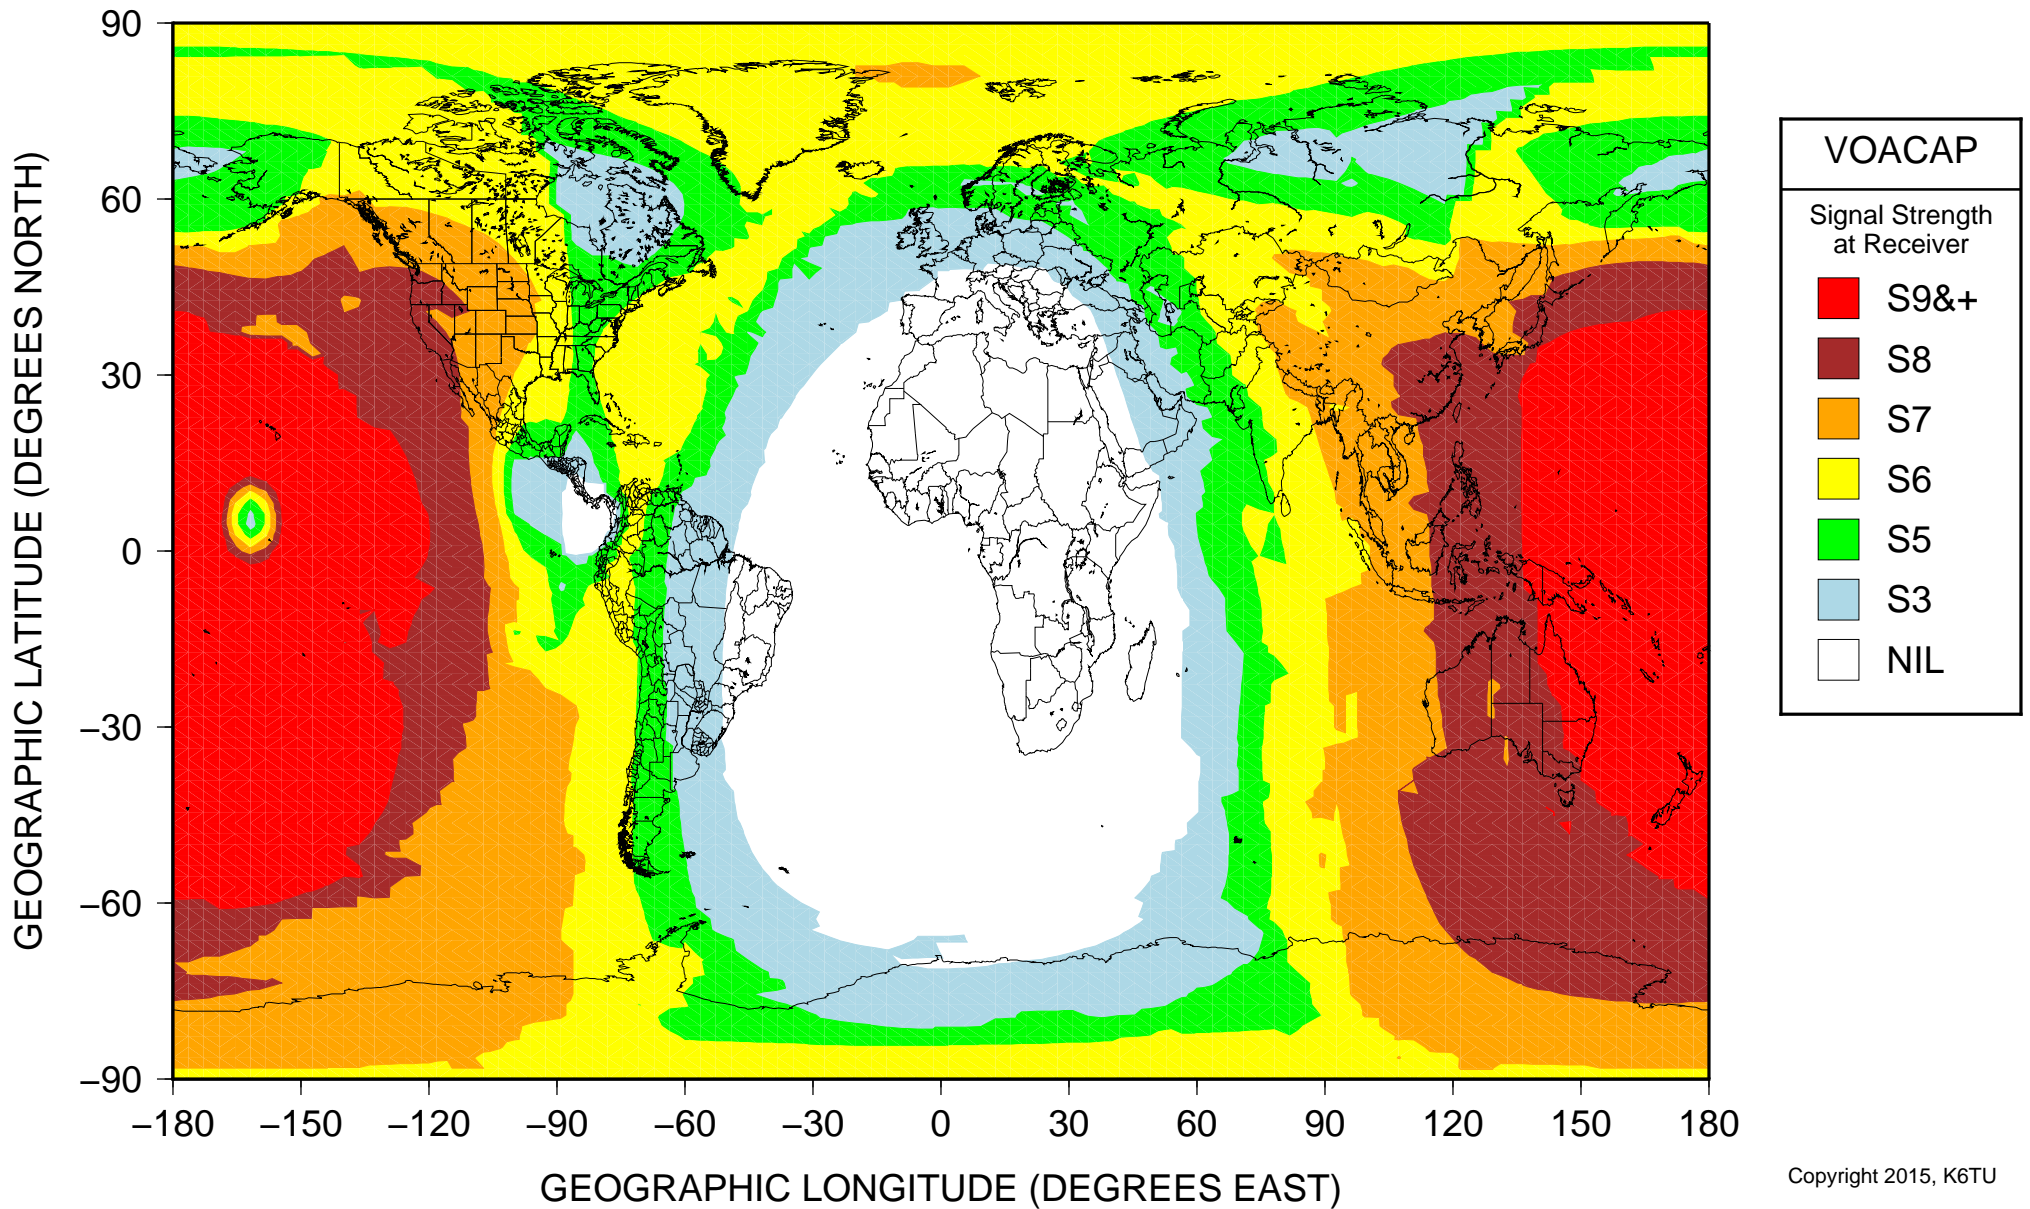 90
60
30
0
−30
−60
−90
−180
−150
−120
−90
−60
−30
0
30
60
90
120
150
180
GEOGRAPHIC LATITUDE (DEGREES NORTH)
GEOGRAPHIC LONGITUDE (DEGREES EAST)
VOACAP
Signal Strength
at Receiver
S9&+
S8
S7
S6
S5
S3
NIL
Copyright 2015, K6TU